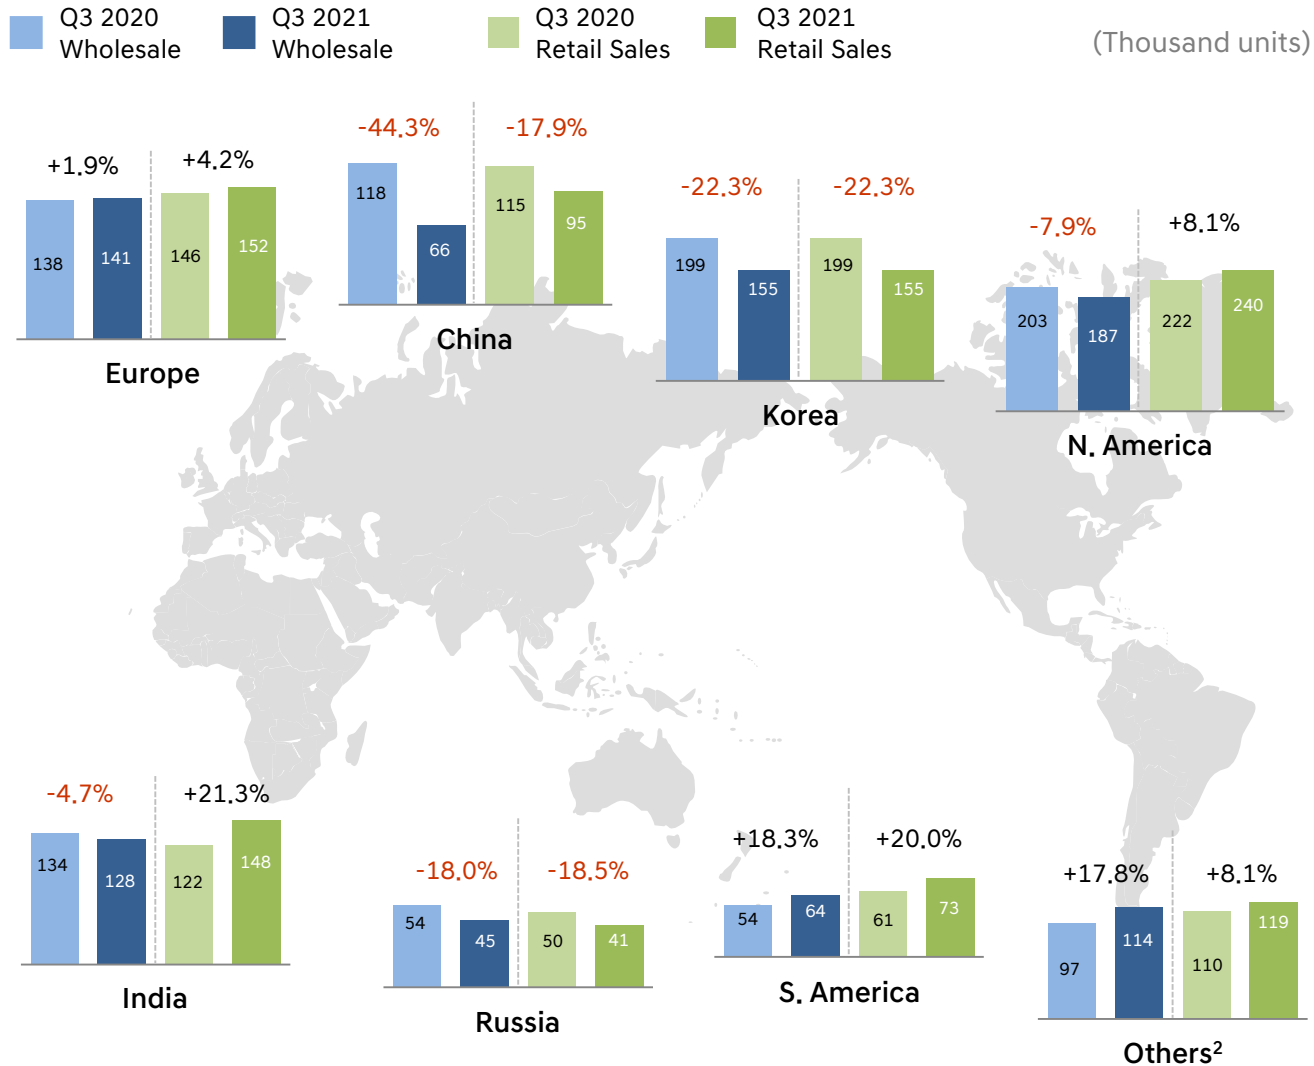 Q3 2020
Wholesale
Q3 2021
Wholesale
Q3 2020
Retail Sales
Q3 2021
Retail Sales
(Thousand units)
+1.9%
+4.2%
138
141
146
152
Europe
-44.3%
-17.9%
118
66
115
95
China
-22.3%
-22.3%
199
155
199
155
Korea
-7.9%
+8.1%
203
187
222
240
N. America
-4.7%
+21.3%
134
128
122
148
India
-18.0%
-18.5%
54
45
50
41
Russia
+18.3%
+20.0%
54
64
61
73
S. America
+17.8%
+8.1%
97
114
110
119
Others²